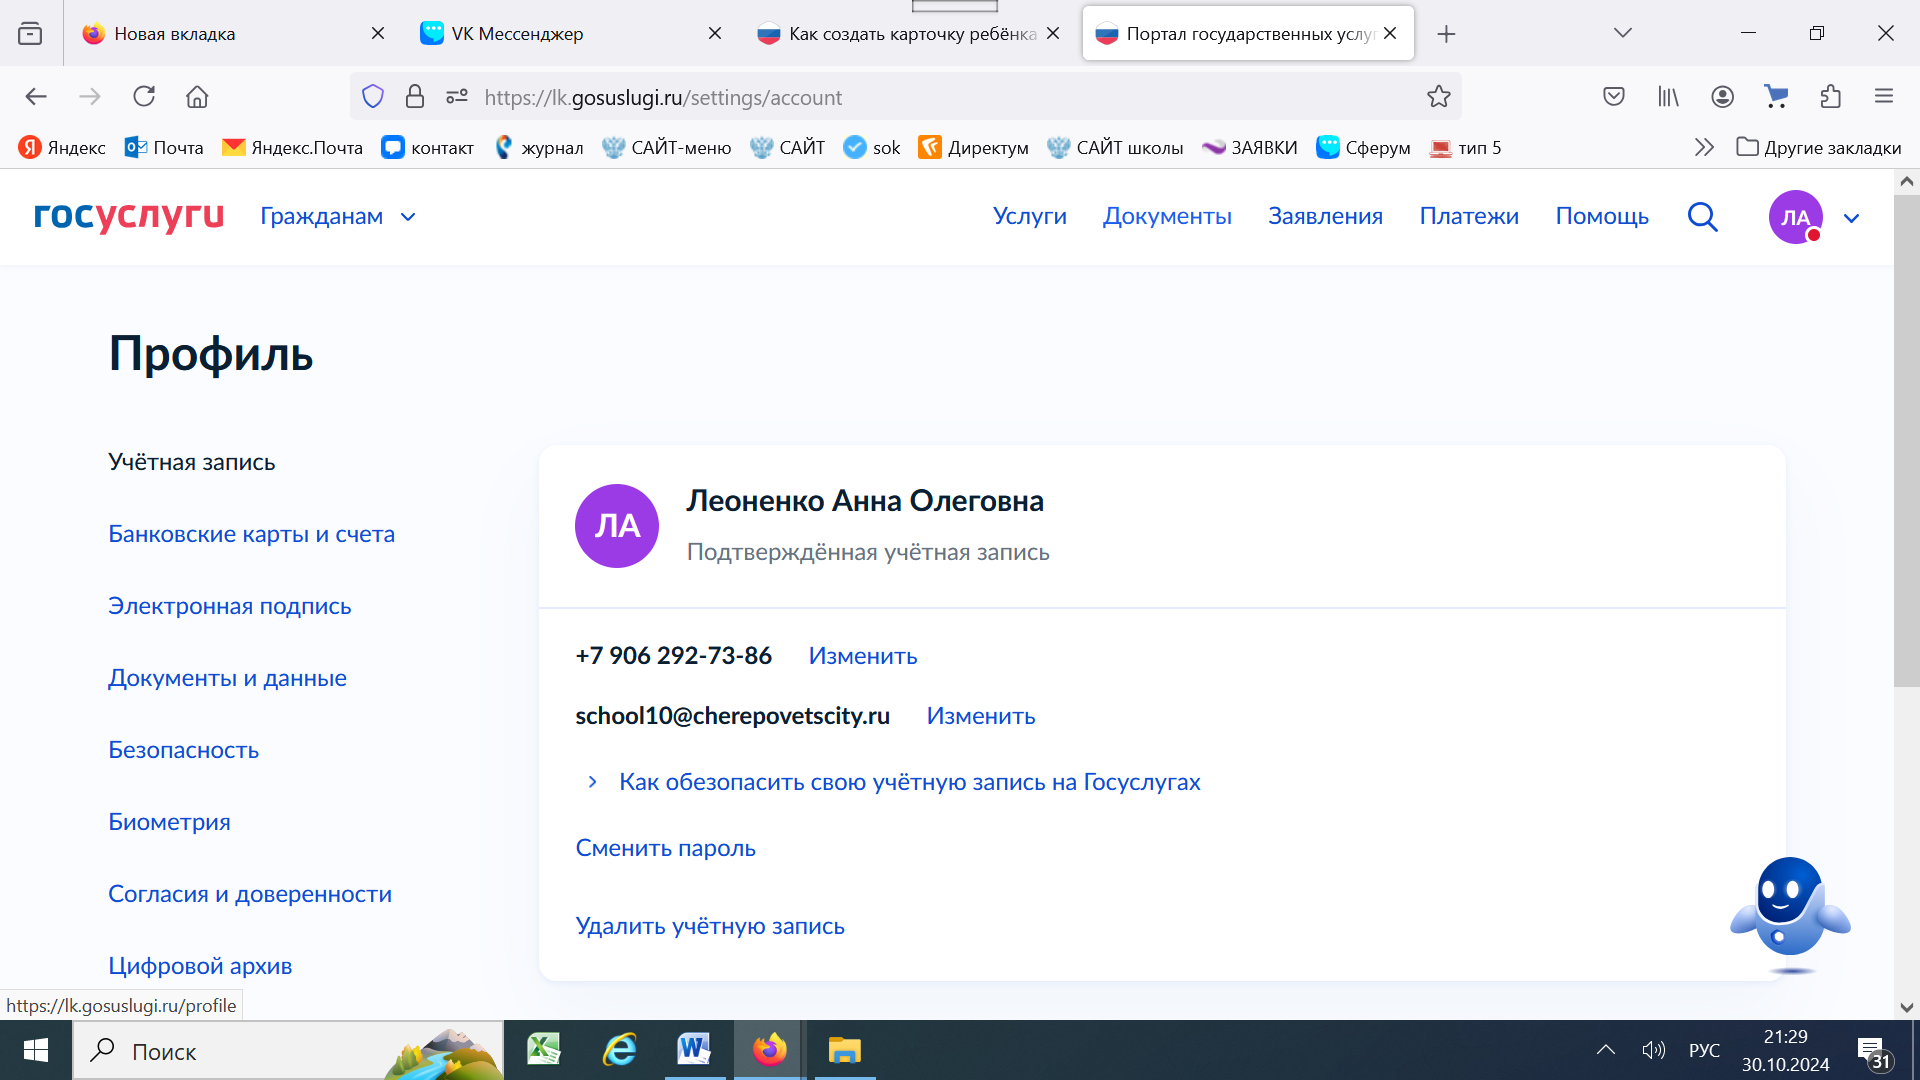 Новая вкладка
VK Мессенджер
Как создать карточку ребёнка
Портал государственных услуг
https://lk.gosuslugi.ru/settings/account
Яндекс
Почта
Яндекс.Почта
контакт
журнал
САЙТ-меню
САЙТ
sok
Директум
САЙТ школы
ЗАЯВКИ
Сферум
тип 5
Другие закладки
госуслуги
Гражданам
Услуги
Документы
Заявления
Платежи
Помощь
ЛА
Профиль
Учётная запись
Банковские карты и счета
Электронная подпись
Документы и данные
Безопасность
Биометрия
Согласия и доверенности
Цифровой архив
ЛА
Леоненко Анна Олеговна
Подтверждённая учётная запись
+7 906 292-73-86 Изменить
school10@cherepovetscity.ru Изменить
Как обезопасить свою учётную запись на Госуслугах
Сменить пароль
Удалить учётную запись
https://lk.gosuslugi.ru/profile
Поиск
РУС
21:29
30.10.2024
31